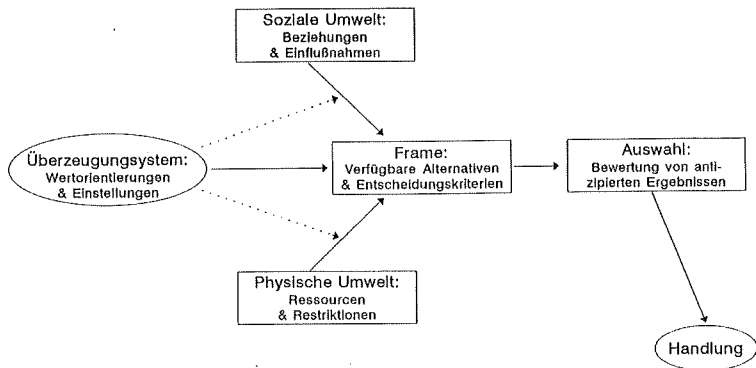 Soziale Umwelt:
Beziehungen
& Einflußnahmen
Überzeugungsystem:
Wertorientierungen
& Einstellungen
Frame:
Verfügbare Alternativen
& Entscheidungskriterien
Auswahl:
Bewertung von anti-
zipierten Ergebnissen
Physische Umwelt:
Ressourcen
& Restriktionen
Handlung